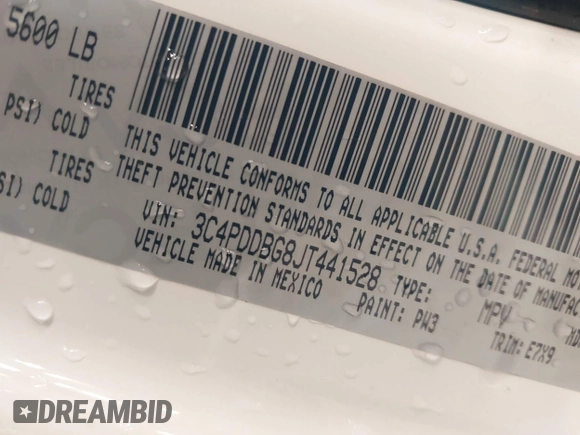 5600 LB
TIRES
PSI) COLD
TIRES
SI) COLD
THIS VEHICLE CONFORMS TO ALL APPLICABLE U.S.A. FEDERAL MO
THEFT PREVENTION STANDARDS IN EFFECT ON THE DATE OF MANUFAC
VIN: 3C4PDDBG8JT441528 TYPE: MPV
VEHICLE MADE IN MEXICO PAINT: PW3 TRIM: E7X9
DREAMBID